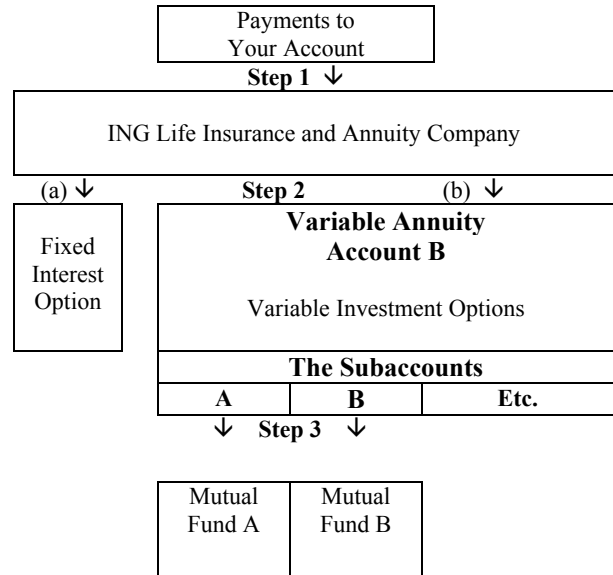 Payments to
Your Account
Step 1 ↓
ING Life Insurance and Annuity Company
(a) ↓ Step 2 (b) ↓
Fixed
Interest
Option
Variable Annuity
Account B
Variable Investment Options
The Subaccounts
A B Etc.
↓ Step 3 ↓
Mutual
Fund A
Mutual
Fund B